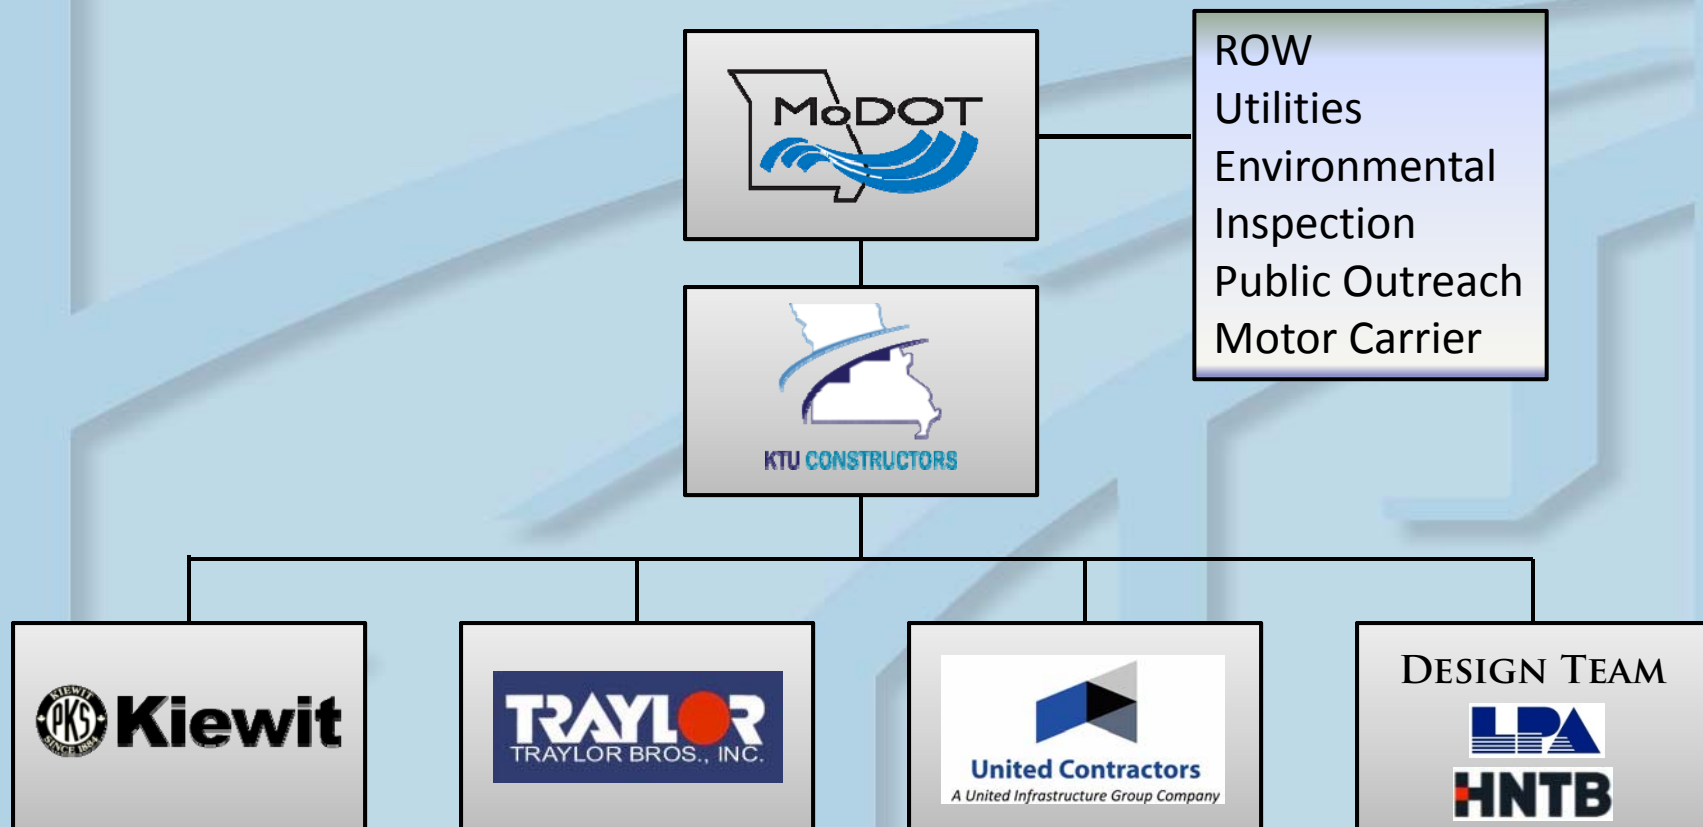 MoDOT
ROW
Utilities
Environmental
Inspection
Public Outreach
Motor Carrier
KTU CONSTRUCTORS
KIEWIT
PKS
SINCE 1884
Kiewit
TRAYLOR
TRAYLOR BROS., INC.
United Contractors
A United Infrastructure Group Company
DESIGN TEAM
LPA
HNTB